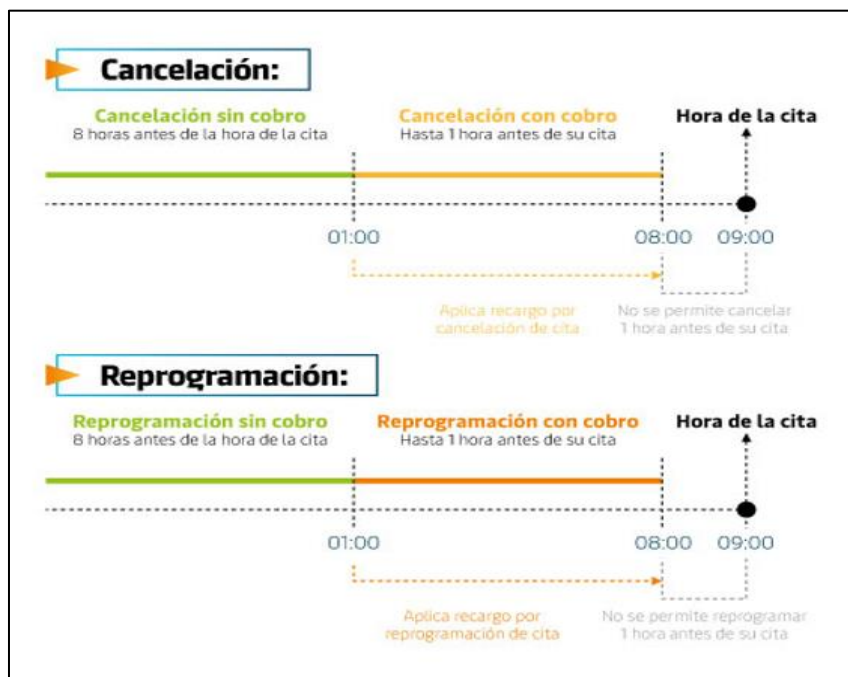 Cancelación:
Cancelación sin cobro
8 horas antes de la hora de la cita
Cancelación con cobro
Hasta 1 hora antes de su cita
Hora de la cita
01:00
08:00
09:00
Aplica recargo por
cancelación de cita
No se permite cancelar
1 hora antes de su cita
Reprogramación:
Reprogramación sin cobro
8 horas antes de la hora de la cita
Reprogramación con cobro
Hasta 1 hora antes de su cita
Hora de la cita
01:00
08:00
09:00
Aplica recargo por
reprogramación de cita
No se permite reprogramar
1 hora antes de su cita